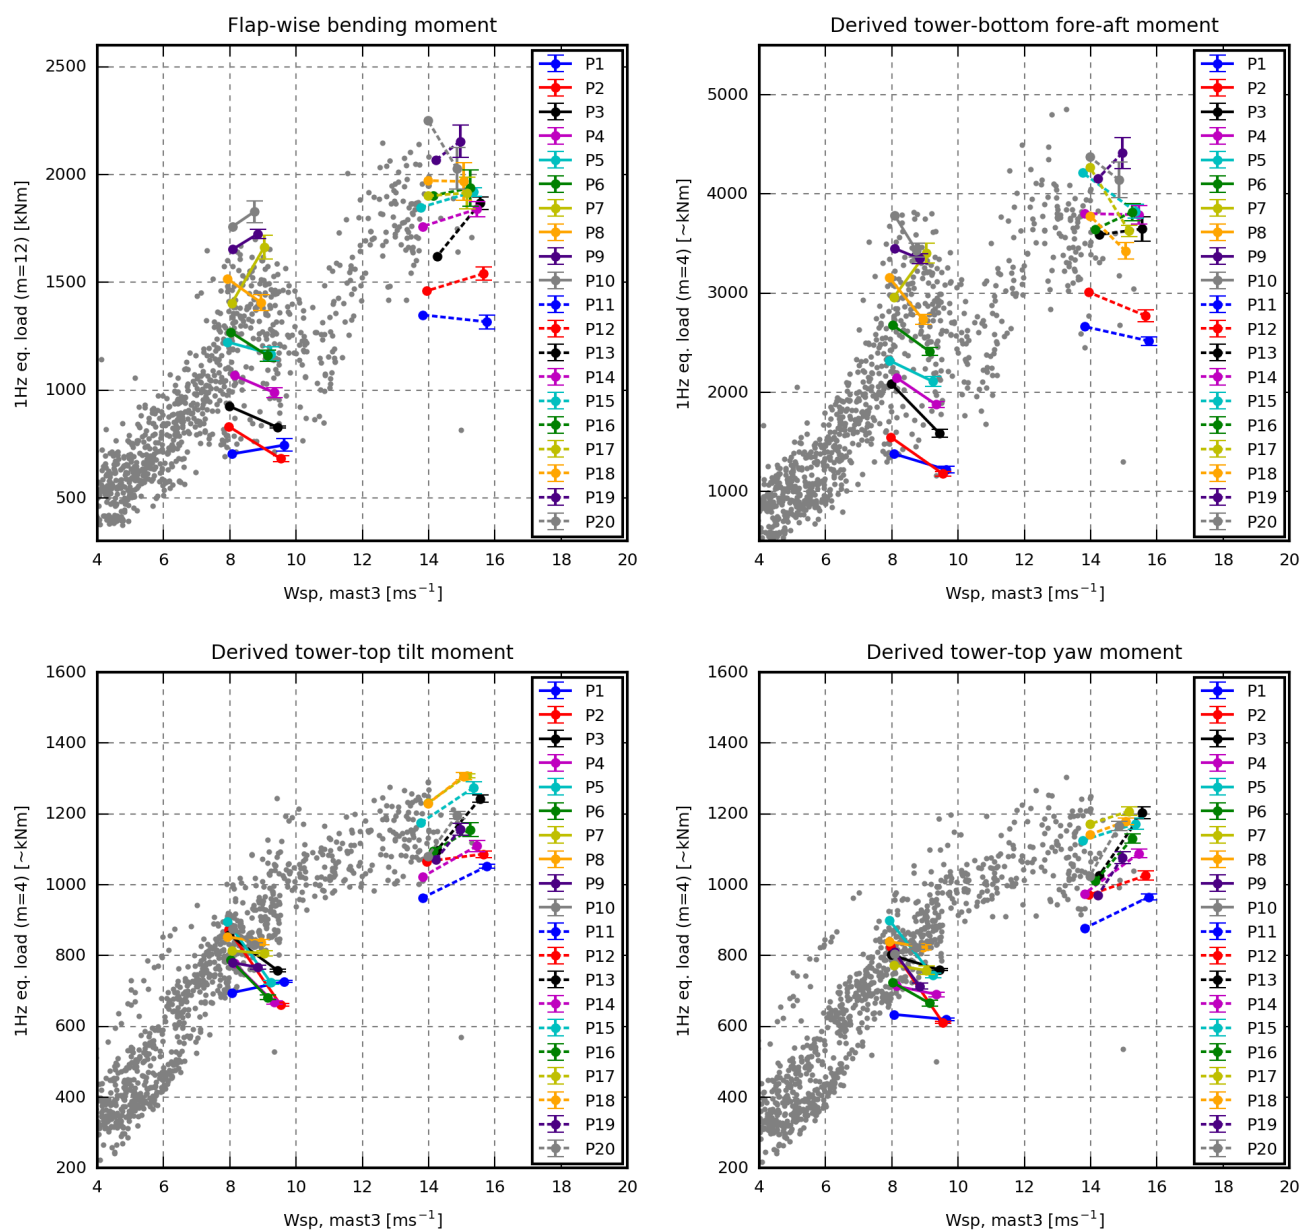 Flap-wise bending moment
1Hz eq. load (m=12) [kNm]
2500
2000
1500
1000
500
4 6 8 10 12 14 16 18 20
Wsp, mast3 [ms⁻¹]
P1
P2
P3
P4
P5
P6
P7
P8
P9
P10
P11
P12
P13
P14
P15
P16
P17
P18
P19
P20
Derived tower-bottom fore-aft moment
1Hz eq. load (m=4) [~kNm]
5000
4000
3000
2000
1000
4 6 8 10 12 14 16 18 20
Wsp, mast3 [ms⁻¹]
P1
P2
P3
P4
P5
P6
P7
P8
P9
P10
P11
P12
P13
P14
P15
P16
P17
P18
P19
P20
Derived tower-top tilt moment
1Hz eq. load (m=4) [~kNm]
1600
1400
1200
1000
800
600
400
200
4 6 8 10 12 14 16 18 20
Wsp, mast3 [ms⁻¹]
P1
P2
P3
P4
P5
P6
P7
P8
P9
P10
P11
P12
P13
P14
P15
P16
P17
P18
P19
P20
Derived tower-top yaw moment
1Hz eq. load (m=4) [~kNm]
1600
1400
1200
1000
800
600
400
200
4 6 8 10 12 14 16 18 20
Wsp, mast3 [ms⁻¹]
P1
P2
P3
P4
P5
P6
P7
P8
P9
P10
P11
P12
P13
P14
P15
P16
P17
P18
P19
P20